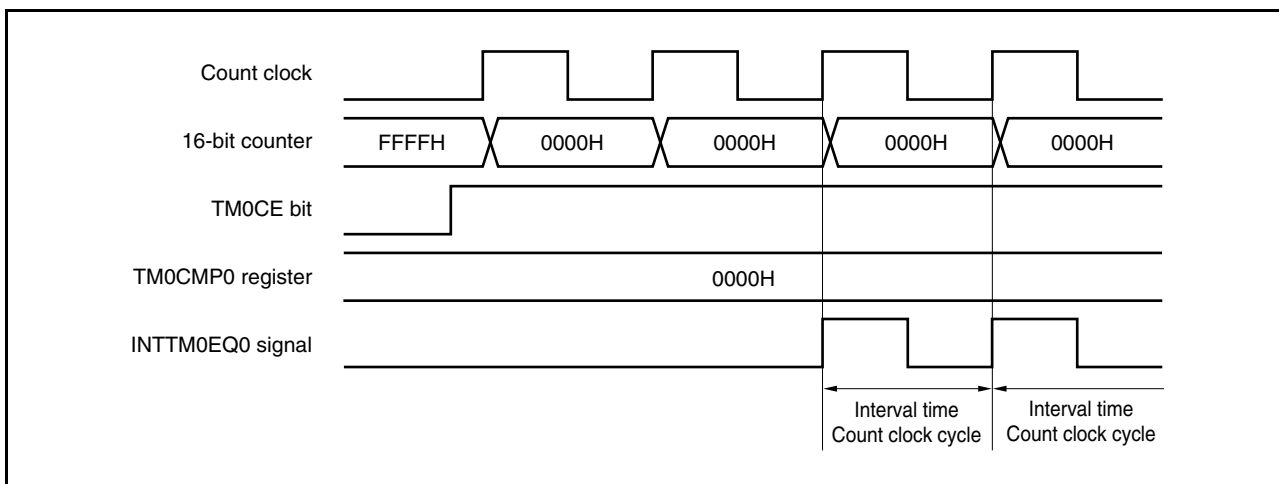 Count clock
16-bit counter FFFFH 0000H 0000H 0000H 0000H
TM0CE bit
TM0CMP0 register 0000H
INTTM0EQ0 signal
Interval time Interval time
Count clock cycle Count clock cycle